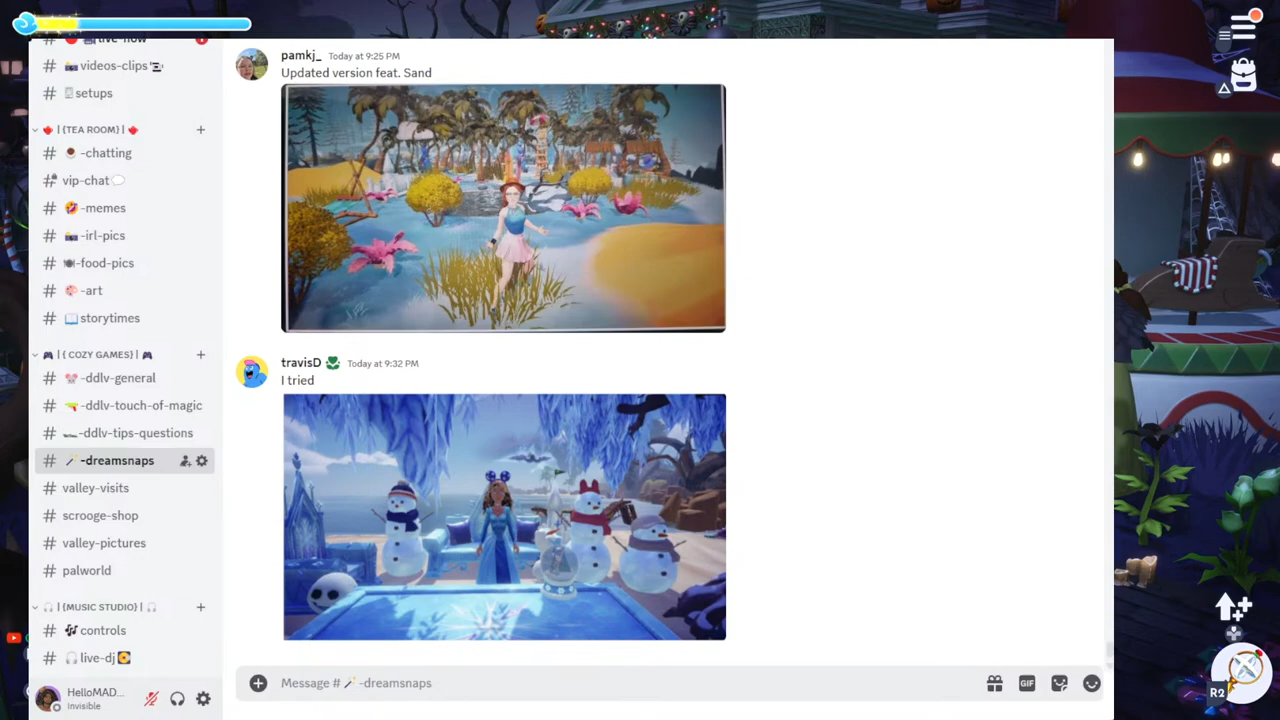 live-now
# videos-clips
# setups
| {TEA ROOM} |
# -chatting
# vip-chat
# -memes
# -irl-pics
# -food-pics
# -art
# storytimes
| { COZY GAMES} |
# -ddlv-general
# -ddlv-touch-of-magic
# -ddlv-tips-questions
# -dreamsnaps
# valley-visits
# scrooge-shop
# valley-pictures
# palworld
| {MUSIC STUDIO} |
# controls
# live-dj
HelloMAD...
Invisible
pamkj_ Today at 9:25 PM
Updated version feat. Sand
travisD Today at 9:32 PM
I tried
Message # -dreamsnaps
GIF
R2